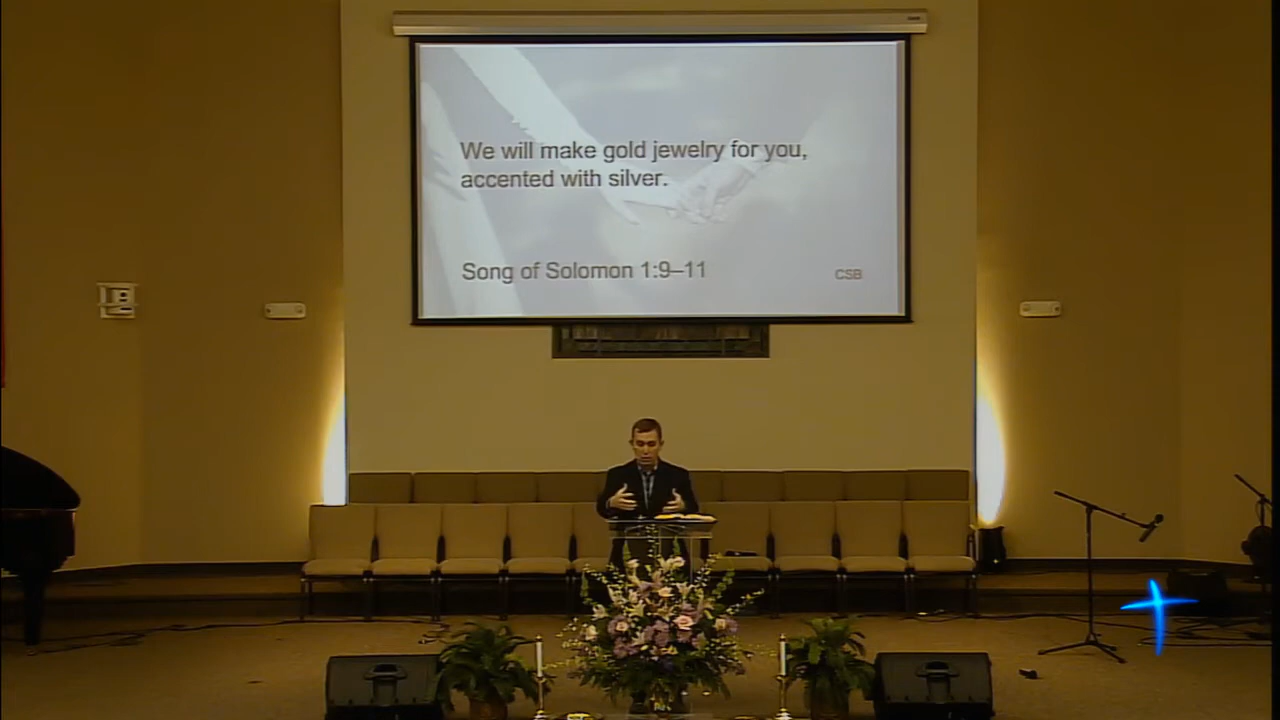 We will make gold jewelry for you,
accented with silver.
Song of Solomon 1:9–11
CSB